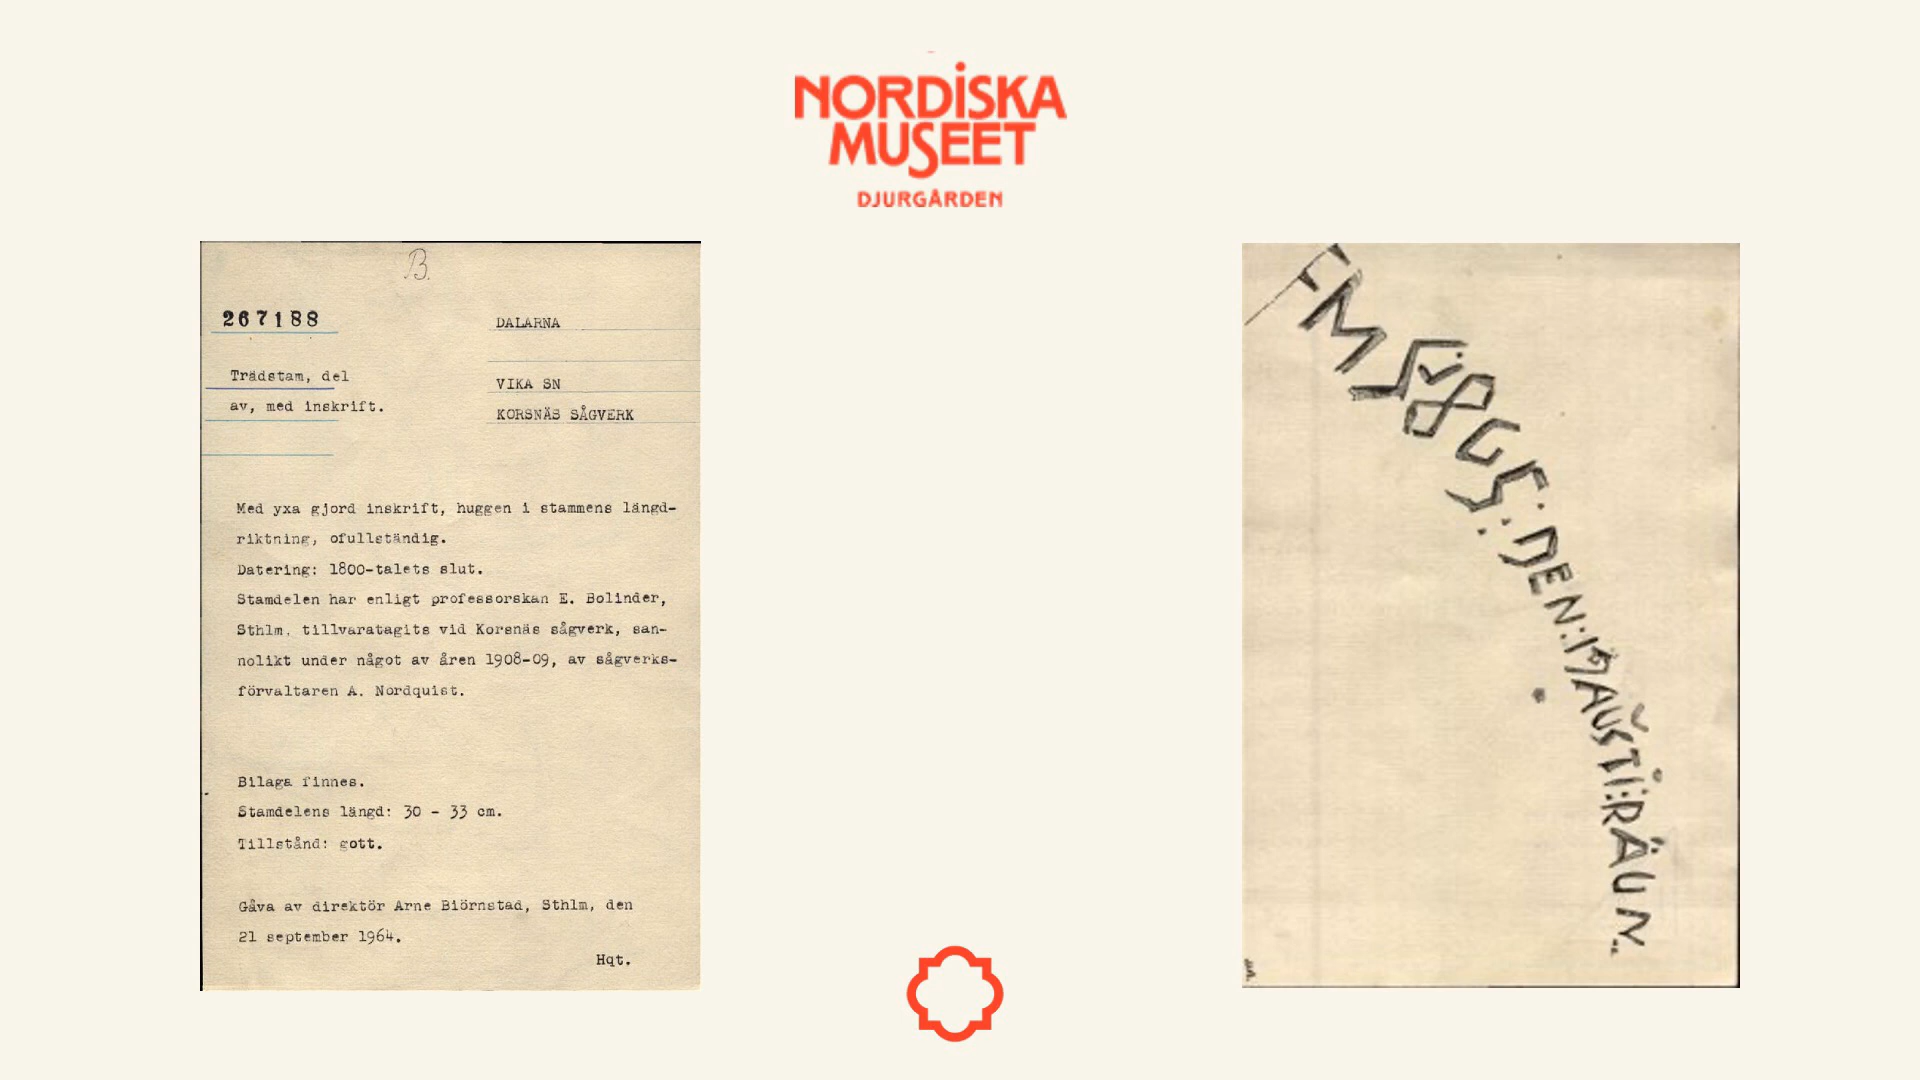 NORDISKA
MUSEET
DJURGÅRDEN
B.
267188
DALARNA
Trädstam, del
av, med inskrift.
VIKA SN
KORSNÄS SÅGVERK
Med yxa gjord inskrift, huggen i stammens längd-
riktning, ofullständig.
Datering: 1800-talets slut.
Stamdelen har enligt professorskan E. Bolinder,
Sthlm. tillvaratagits vid Korsnäs sågverk, san-
nolikt under något av åren 1908-09, av sågverks-
förvaltaren A. Nordquist.
Bilaga finnes.
Stamdelens längd: 30 - 33 cm.
Tillstånd: gott.
Gåva av direktör Arne Biörnstad, Sthlm, den
21 september 1964.
Hqt.
DEN: